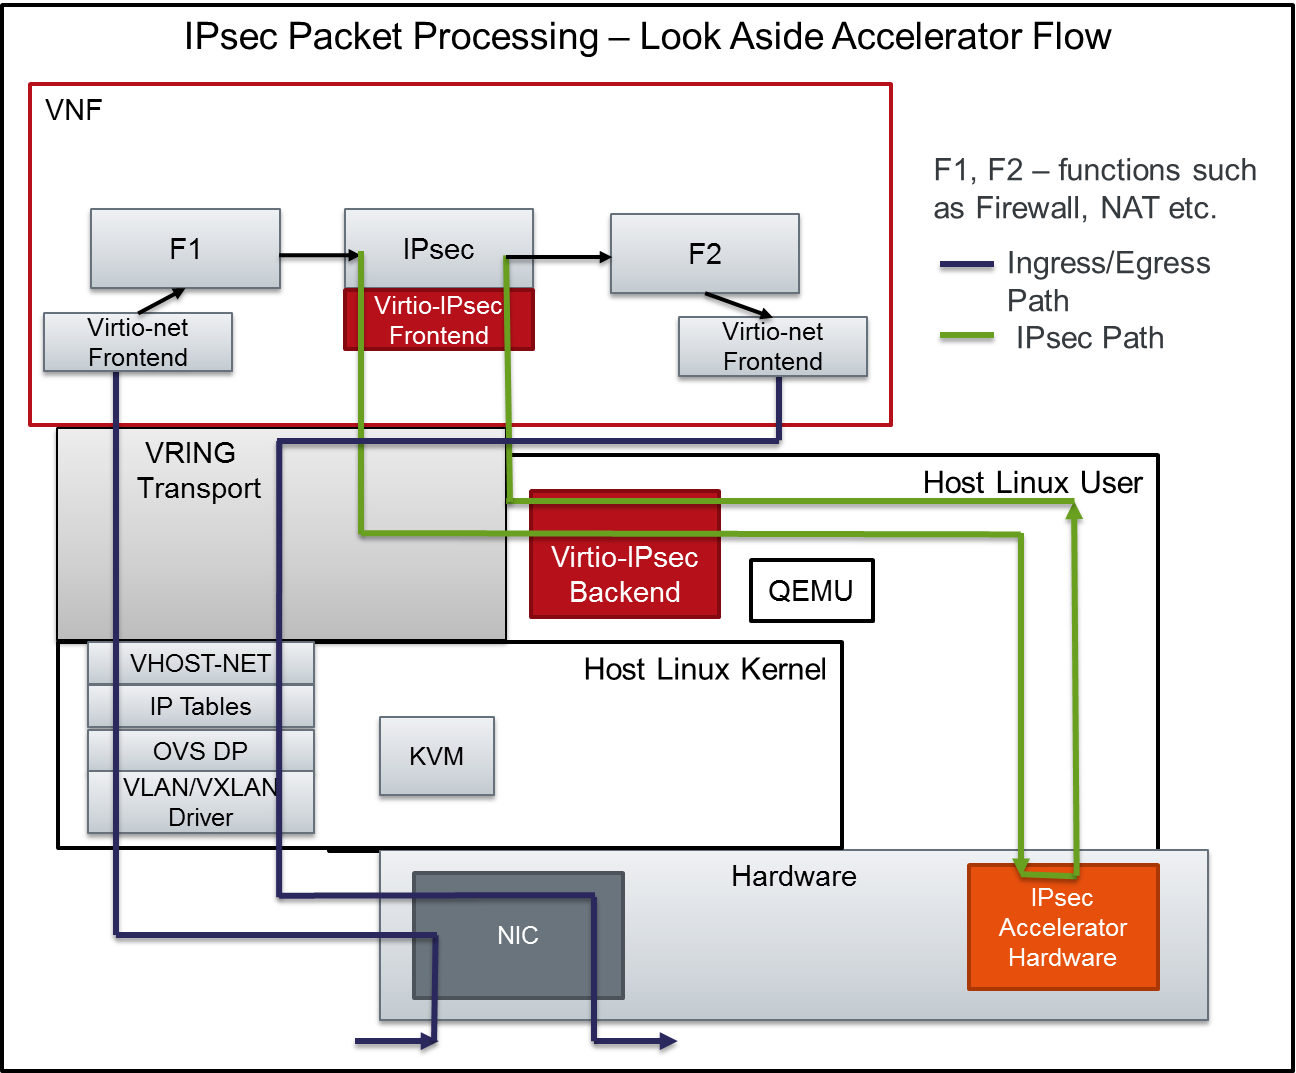 IPsec Packet Processing – Look Aside Accelerator Flow
VNF
F1, F2 – functions such
as Firewall, NAT etc.
Ingress/Egress
Path
IPsec Path
F1
IPsec
F2
Virtio-IPsec
Frontend
Virtio-net
Frontend
Virtio-net
Frontend
VRING
Transport
Host Linux User
Virtio-IPsec
Backend
QEMU
VHOST-NET
IP Tables
OVS DP
VLAN/VXLAN
Driver
Host Linux Kernel
KVM
Hardware
NIC
IPsec
Accelerator
Hardware